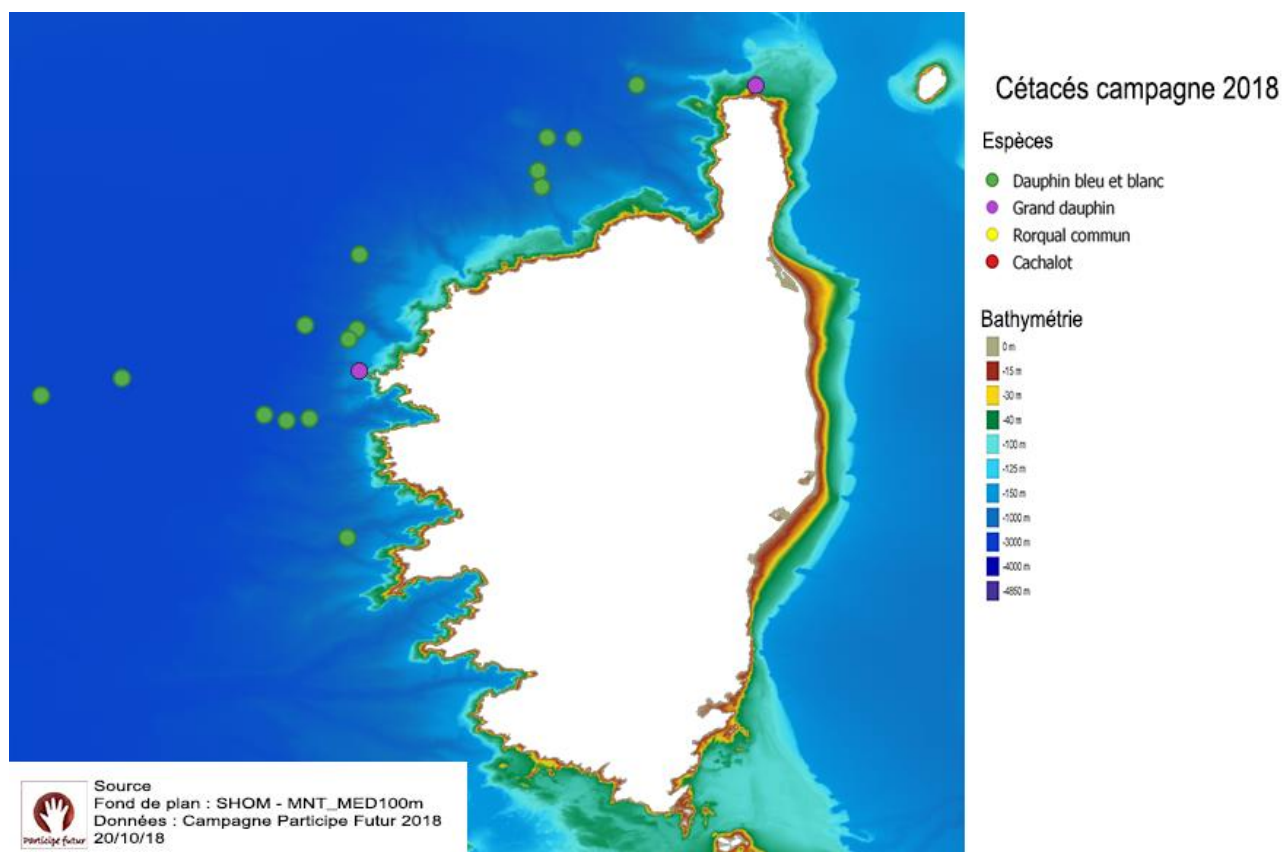 Cétacés campagne 2018
Espèces
Dauphin bleu et blanc
Grand dauphin
Rorqual commun
Cachalot
Bathymétrie
0 m
-15 m
-30 m
-40 m
-100 m
-125 m
-150 m
-1000 m
-3000 m
-4000 m
-4850 m
Source
Fond de plan : SHOM - MNT_MED100m
Données : Campagne Participe Futur 2018
20/10/18
Participe futur